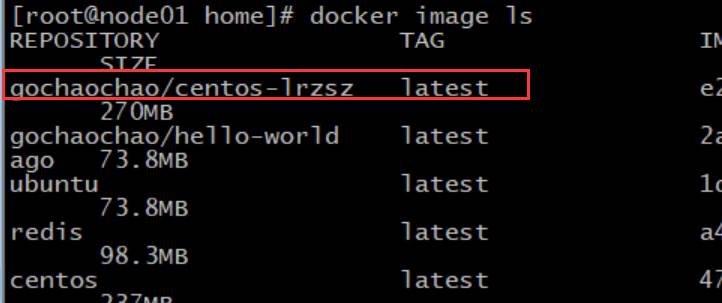 [root@node01 home]# docker image ls
REPOSITORY TAG IM
SIZE
gochaochao/centos-lrzsz latest e2
270MB
gochaochao/hello-world latest 2a
ago 73.8MB
ubuntu latest 1d
73.8MB
redis latest a4
98.3MB
centos latest 47
237MB